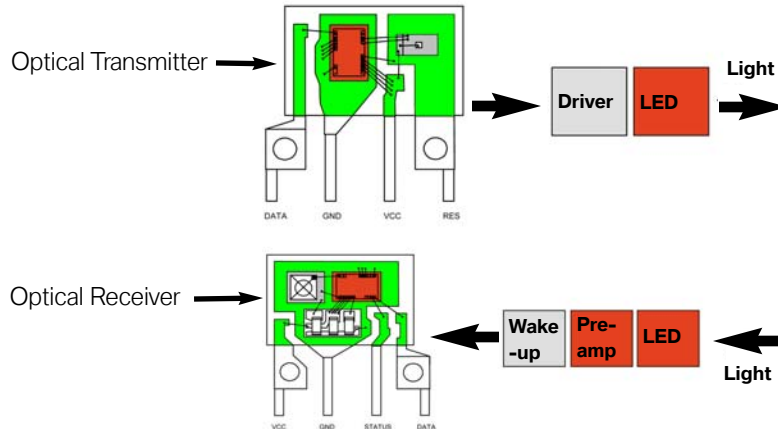 Optical Transmitter
Light
Driver
LED
DATA
GND
VCC
RES
Optical Receiver
Wake
-up
Pre-
amp
LED
Light
VCC
GND
STATUS
DATA